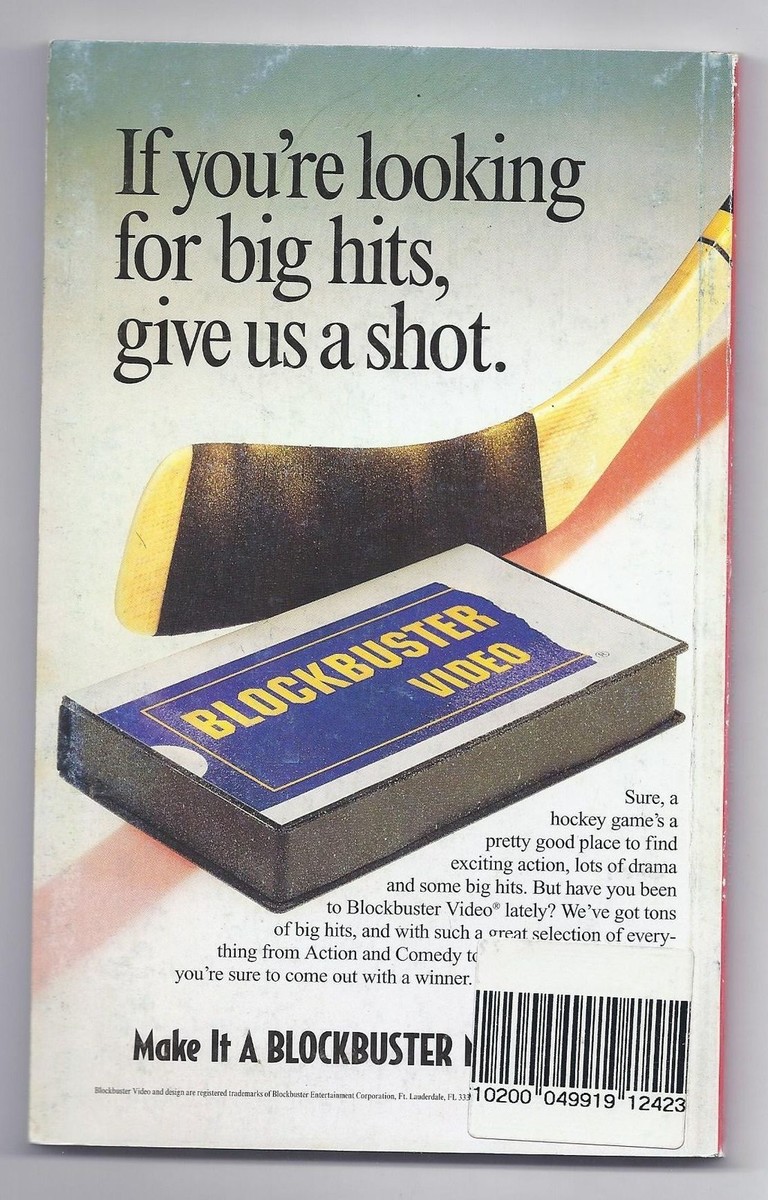 If you're looking
for big hits,
give us a shot.
BLOCKBUSTER
VIDEO
®
Sure, a
hockey game's a
pretty good place to find
exciting action, lots of drama
and some big hits. But have you been
to Blockbuster Video® lately? We've got tons
of big hits, and with such a great selection of every-
thing from Action and Comedy to
you're sure to come out with a winner.
Make It A BLOCKBUSTER
Blockbuster Video and design are registered trademarks of Blockbuster Entertainment Corporation, Ft. Lauderdale, FL 333
10200 049919 12423